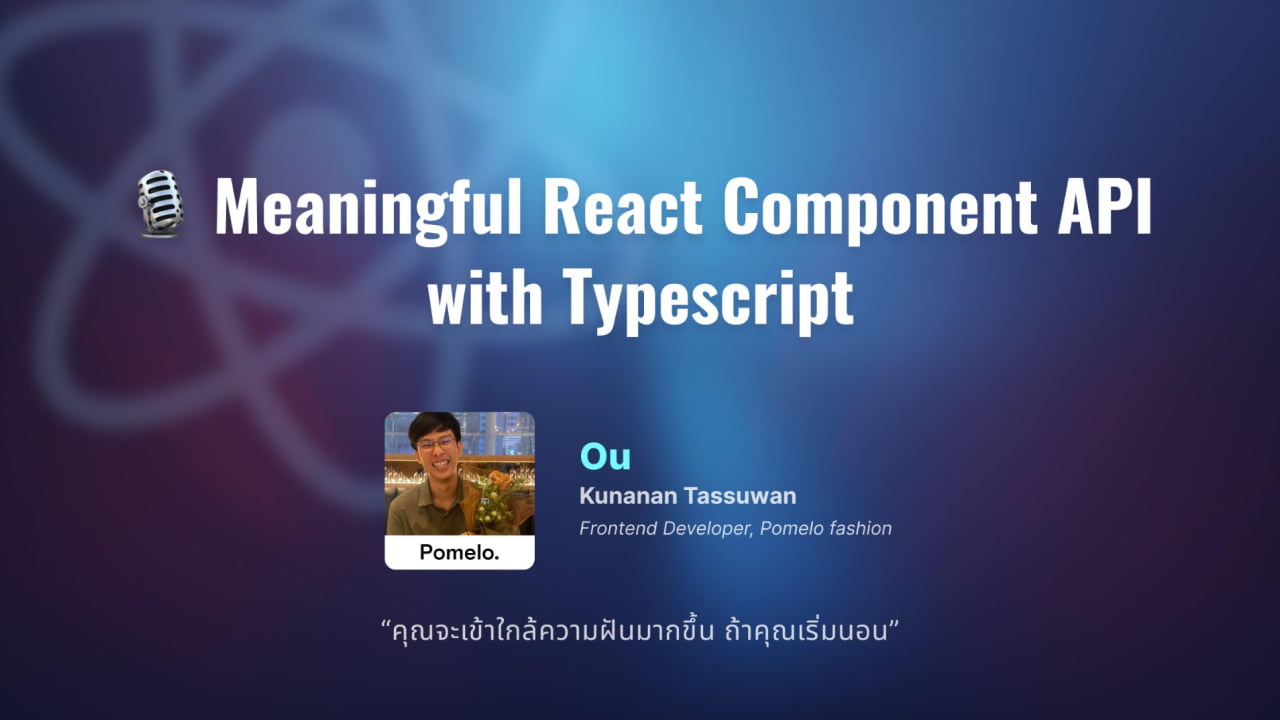 Meaningful React Component API
with Typescript
Ou
Kunanan Tassuwan
Frontend Developer, Pomelo fashion
Pomelo.
“คุณจะเข้าใกล้ความฝันมากขึ้น ถ้าคุณเริ่มนอน”